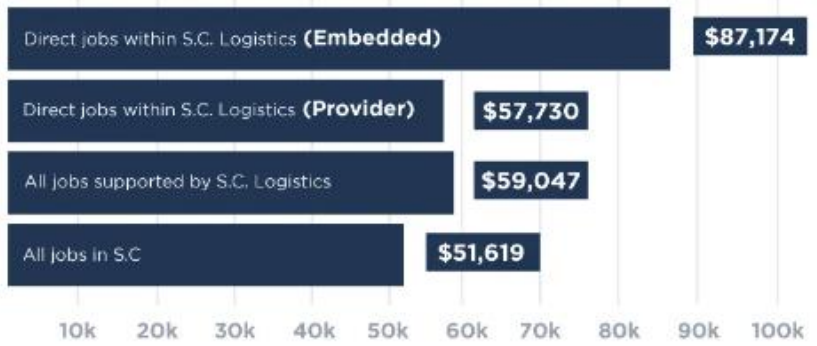 Direct jobs within S.C. Logistics (Embedded) $87,174
Direct jobs within S.C. Logistics (Provider) $57,730
All jobs supported by S.C. Logistics $59,047
All jobs in S.C $51,619
10k 20k 30k 40k 50k 60k 70k 80k 90k 100k